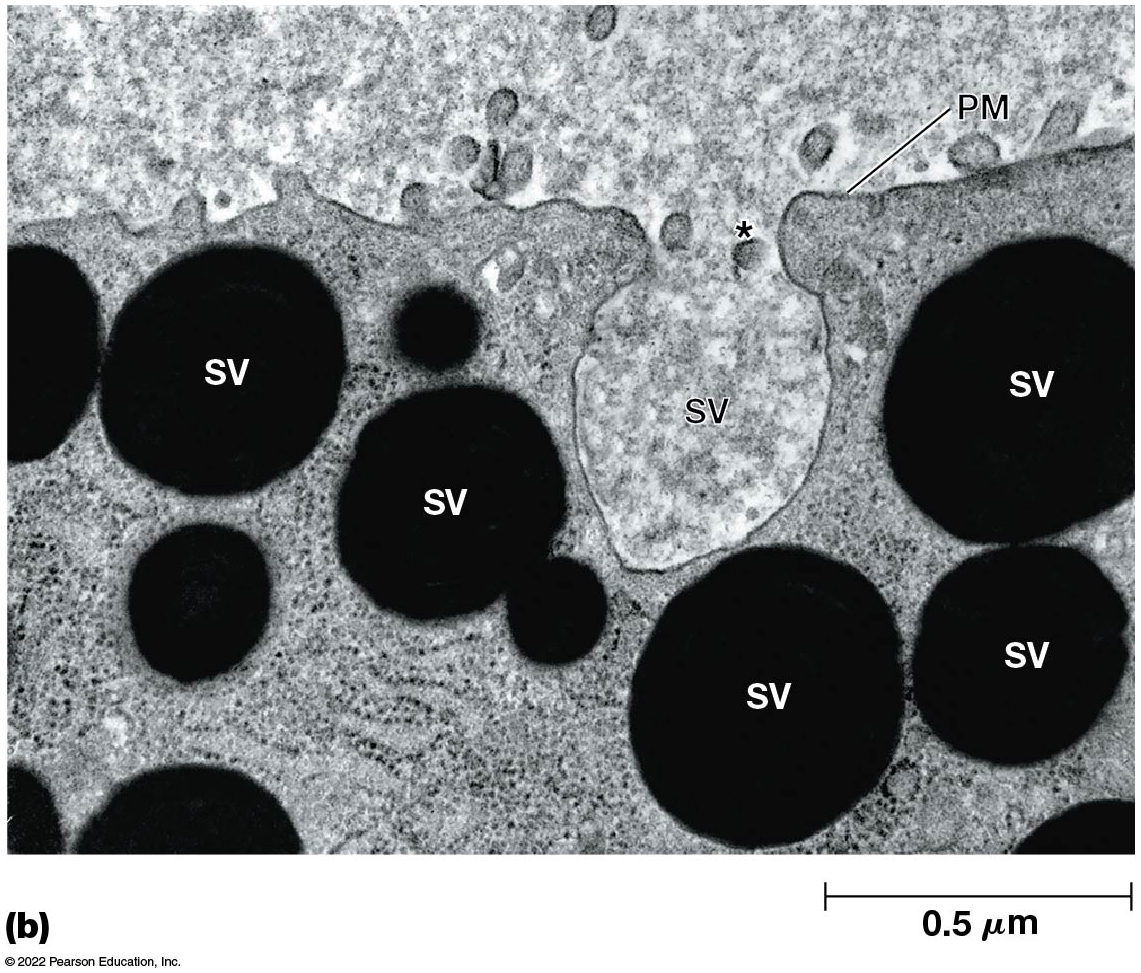 PM
*
SV
SV
SV
SV
SV
SV
SV
0.5 μm
(b)
© 2022 Pearson Education, Inc.